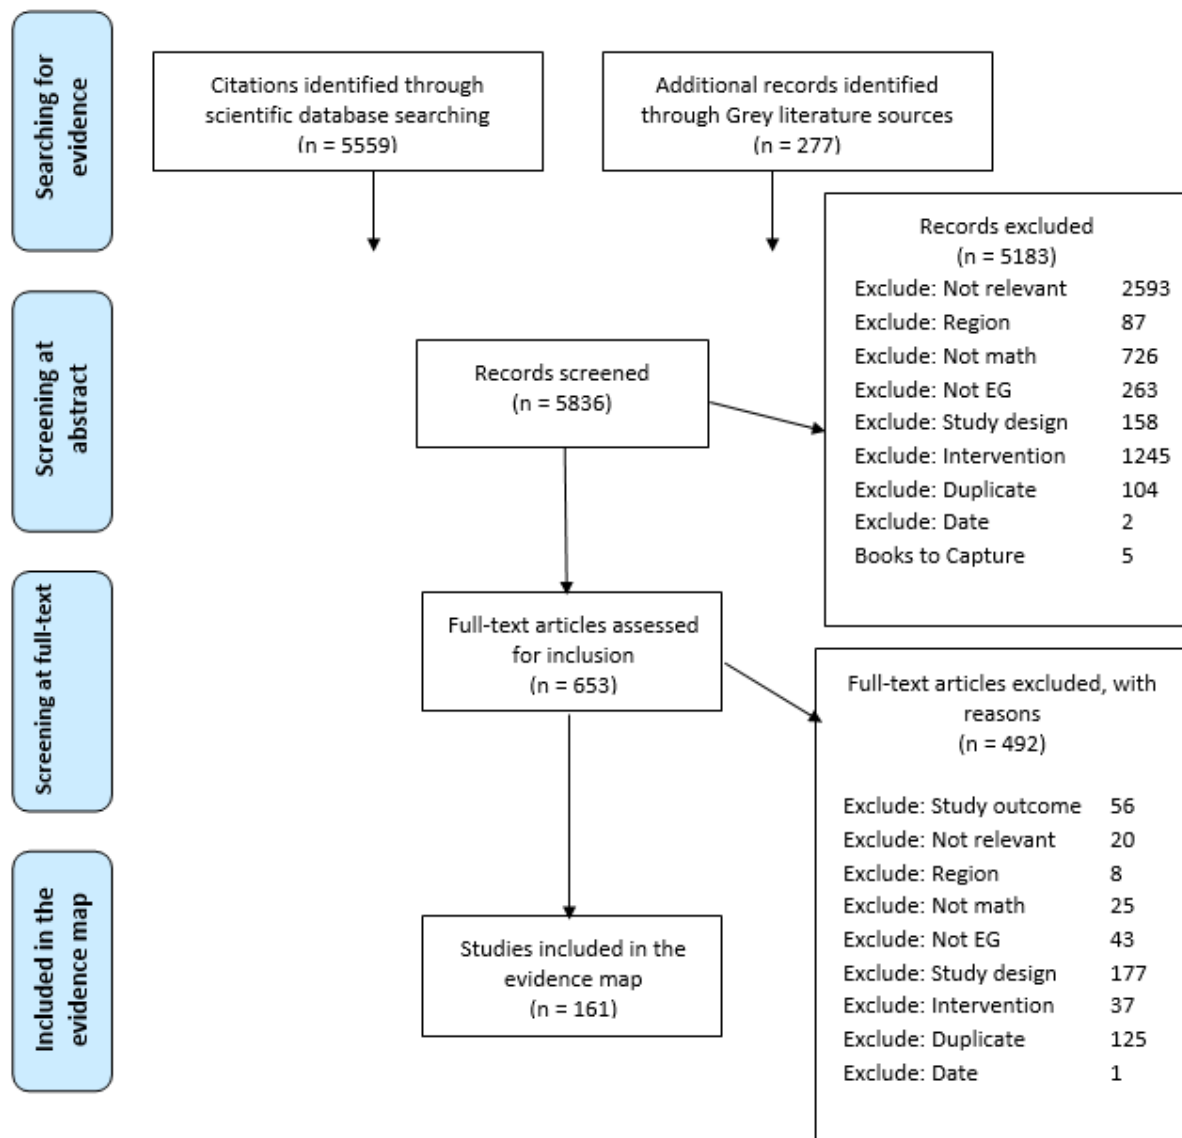 Searching for
evidence
Citations identified through
scientific database searching
(n = 5559)
Additional records identified
through Grey literature sources
(n = 277)
Records excluded
(n = 5183)
Exclude: Not relevant 2593
Exclude: Region 87
Exclude: Not math 726
Exclude: Not EG 263
Exclude: Study design 158
Exclude: Intervention 1245
Exclude: Duplicate 104
Exclude: Date 2
Books to Capture 5
Screening at
abstract
Records screened
(n = 5836)
Screening at full-text
Full-text articles assessed
for inclusion
(n = 653)
Full-text articles excluded, with
reasons
(n = 492)
Exclude: Study outcome 56
Exclude: Not relevant 20
Exclude: Region 8
Exclude: Not math 25
Exclude: Not EG 43
Exclude: Study design 177
Exclude: Intervention 37
Exclude: Duplicate 125
Exclude: Date 1
Included in the
evidence map
Studies included in the
evidence map
(n = 161)